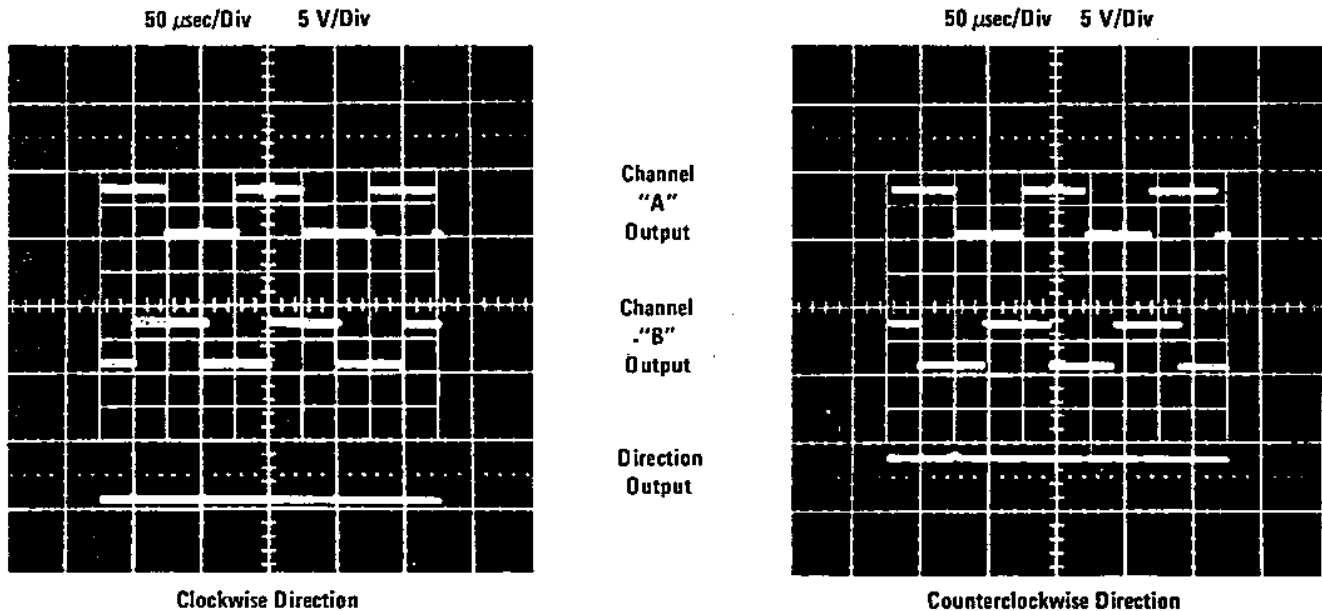 50 μsec/Div 5 V/Div
50 μsec/Div 5 V/Div
Channel
"A"
Output
Channel
"B"
Output
Direction
Output
Clockwise Direction
Counterclockwise Direction